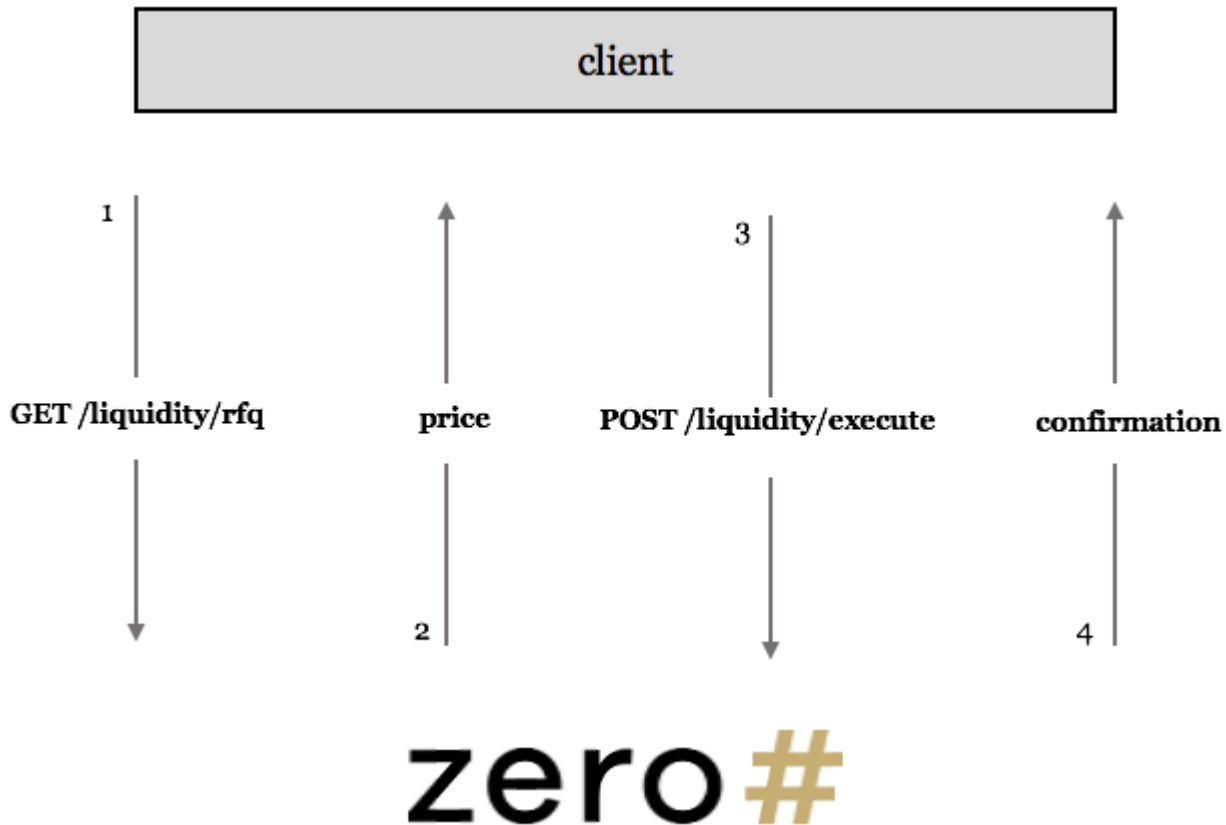 client
1
3
GET /liquidity/rfq
price
POST /liquidity/execute
confirmation
2
4
zero#